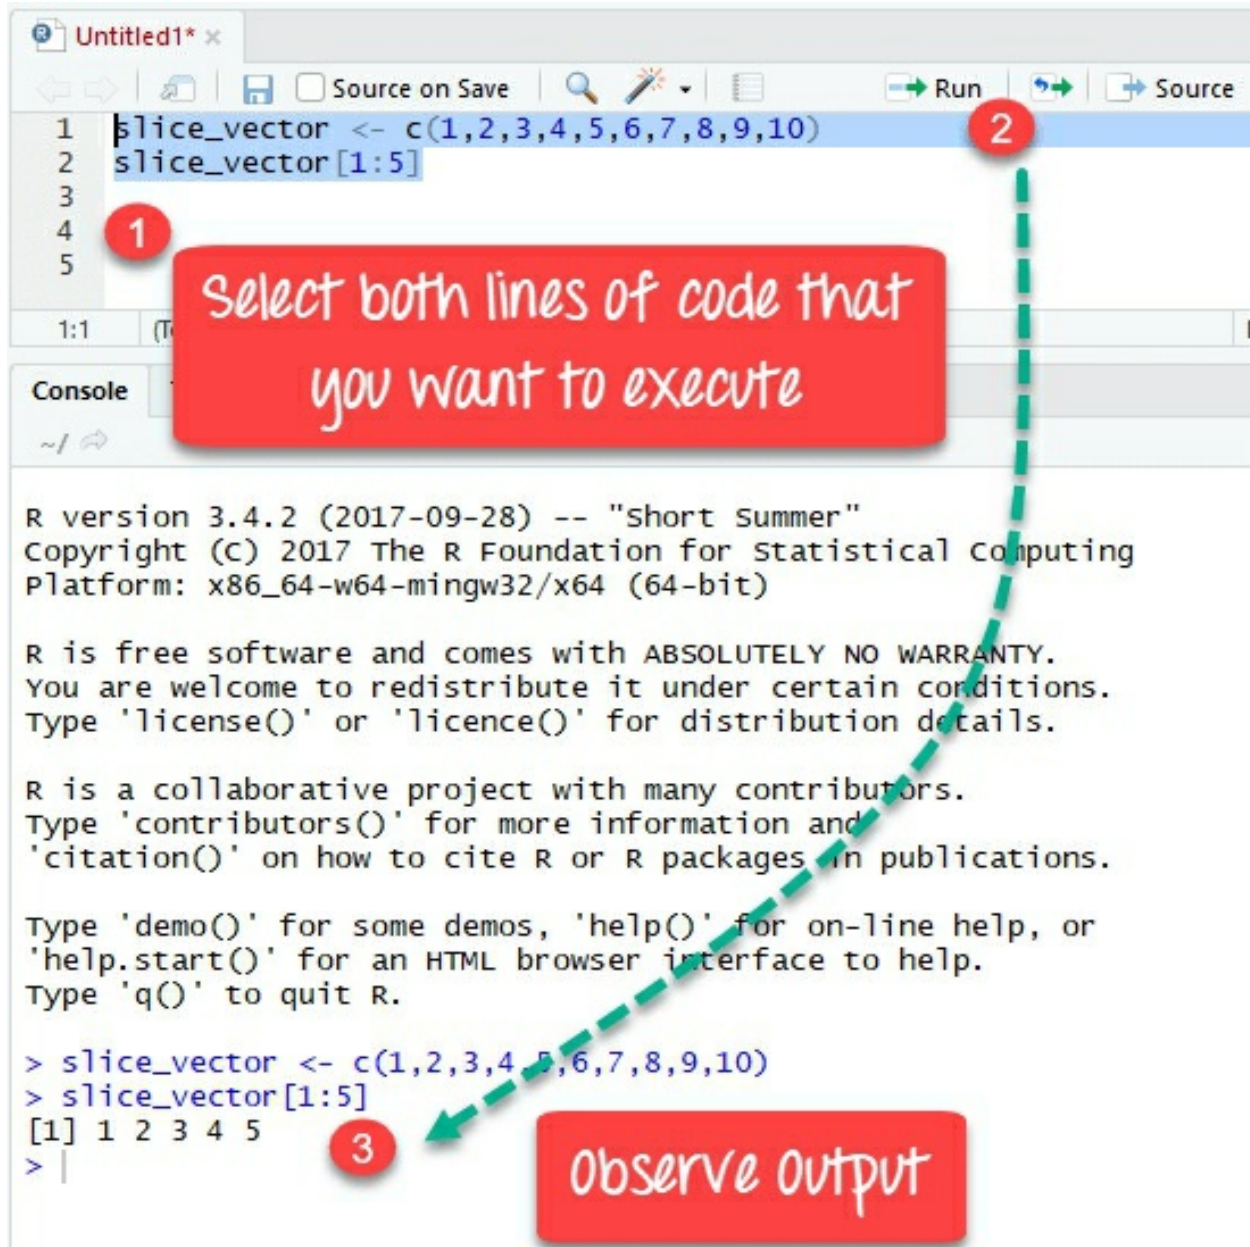 Untitled1*
Source on Save
Run
Source
1 slice_vector <- c(1,2,3,4,5,6,7,8,9,10)
2
2 slice_vector[1:5]
3
4
1
5
Select both lines of code that
you want to execute
1:1
Console
~/
R version 3.4.2 (2017-09-28) -- "Short Summer"
Copyright (C) 2017 The R Foundation for Statistical Computing
Platform: x86_64-w64-mingw32/x64 (64-bit)
R is free software and comes with ABSOLUTELY NO WARRANTY.
You are welcome to redistribute it under certain conditions.
Type 'license()' or 'licence()' for distribution details.
R is a collaborative project with many contributors.
Type 'contributors()' for more information and
'citation()' on how to cite R or R packages in publications.
Type 'demo()' for some demos, 'help()' for on-line help, or
'help.start()' for an HTML browser interface to help.
Type 'q()' to quit R.
> slice_vector <- c(1,2,3,4,5,6,7,8,9,10)
> slice_vector[1:5]
[1] 1 2 3 4 5
3
>
Observe Output